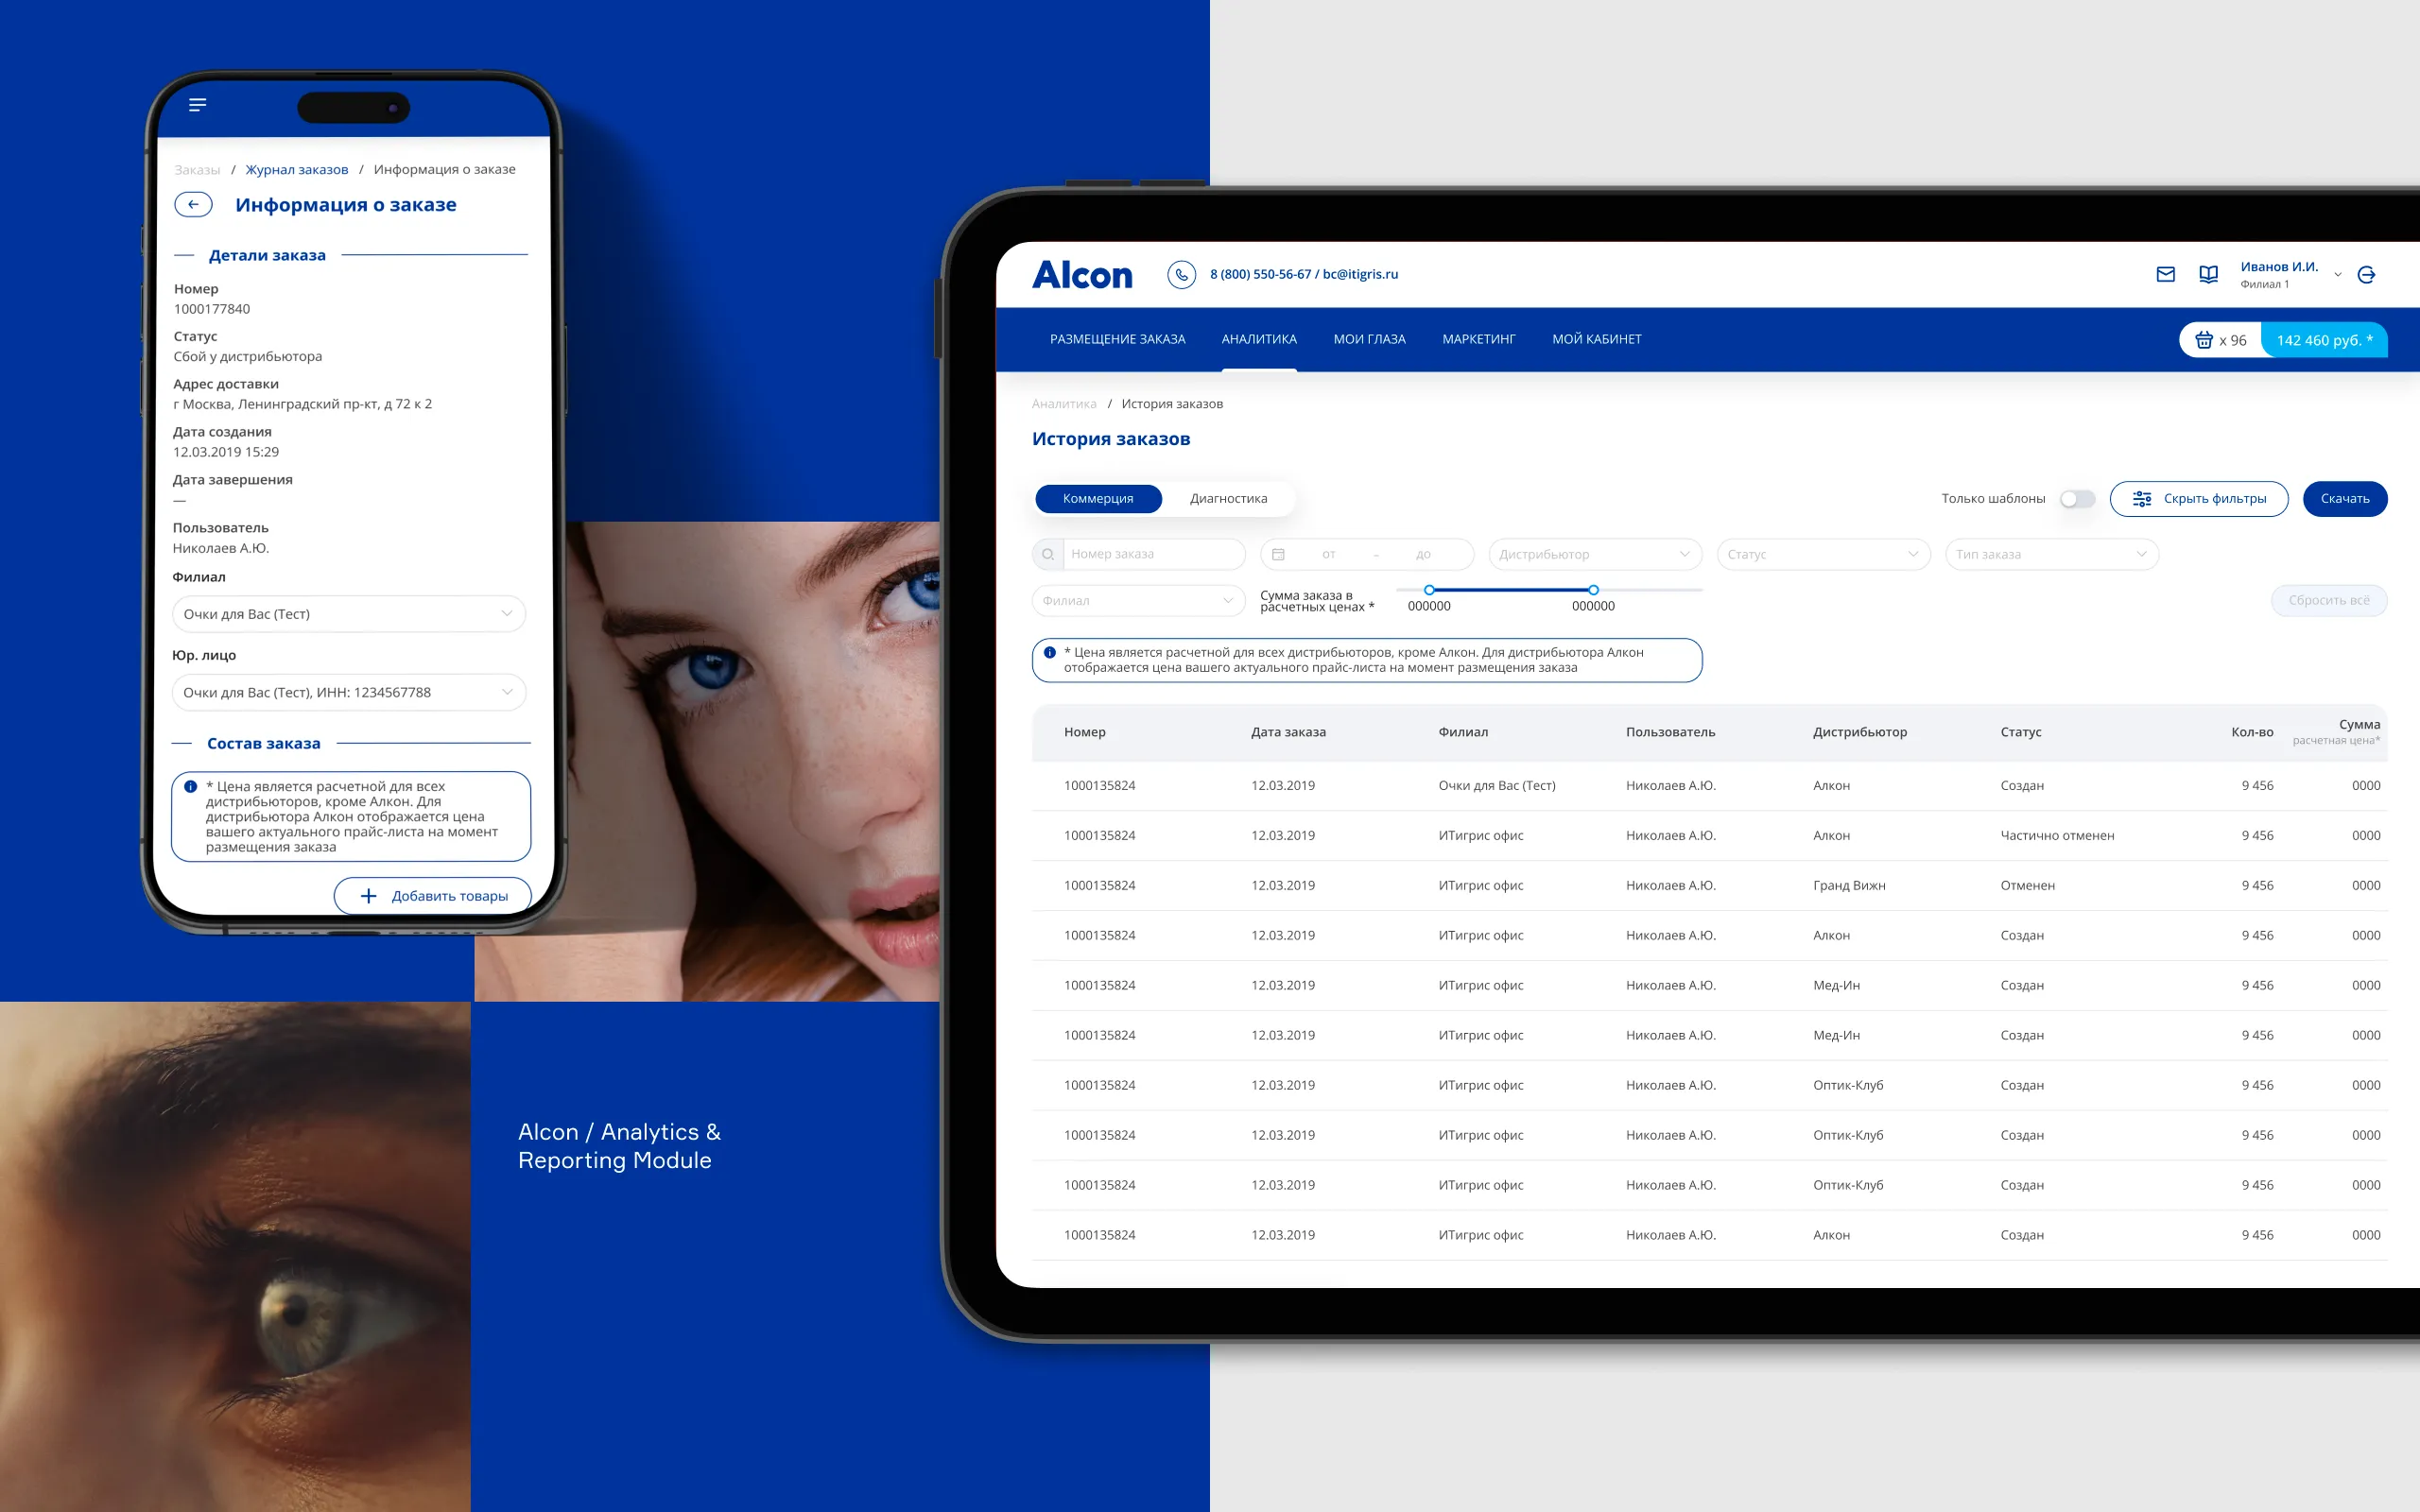 Заказы / Журнал заказов / Информация о заказе
Информация о заказе
Детали заказа
Номер
1000177840
Статус
Сбой у дистрибьютора
Адрес доставки
г Москва, Ленинградский пр-кт, д 72 к 2
Дата создания
12.03.2019 15:29
Дата завершения
—
Пользователь
Николаев А.Ю.
Филиал
Очки для Вас (Тест)
Юр. лицо
Очки для Вас (Тест), ИНН: 1234567788
Состав заказа
* Цена является расчетной для всех
дистрибьюторов, кроме Алкон. Для
дистрибьютора Алкон отображается цена
вашего актуального прайс-листа на момент
размещения заказа
Добавить товары
Alcon / Analytics &
Reporting Module
Alcon 8 (800) 550-56-67 / bc@itigris.ru Иванов И.И.
Филиал 1
РАЗМЕЩЕНИЕ ЗАКАЗА АНАЛИТИКА МОИ ГЛАЗА МАРКЕТИНГ МОЙ КАБИНЕТ x 96 142 460 руб. *
Аналитика / История заказов
История заказов
Коммерция Диагностика Только шаблоны Скрыть фильтры Скачать
Номер заказа от – до Дистрибьютор Статус Тип заказа
Филиал Сумма заказа в
расчетных ценах * 000000 000000 Сбросить всё
* Цена является расчетной для всех дистрибьюторов, кроме Алкон. Для дистрибьютора Алкон
отображается цена вашего актуального прайс-листа на момент размещения заказа
Номер Дата заказа Филиал Пользователь Дистрибьютор Статус Кол-во Сумма
расчетная цена*
1000135824 12.03.2019 Очки для Вас (Тест) Николаев А.Ю. Алкон Создан 9 456 0000
1000135824 12.03.2019 ИТигрис офис Николаев А.Ю. Алкон Частично отменен 9 456 0000
1000135824 12.03.2019 ИТигрис офис Николаев А.Ю. Гранд Вижн Отменен 9 456 0000
1000135824 12.03.2019 ИТигрис офис Николаев А.Ю. Алкон Создан 9 456 0000
1000135824 12.03.2019 ИТигрис офис Николаев А.Ю. Мед-Ин Создан 9 456 0000
1000135824 12.03.2019 ИТигрис офис Николаев А.Ю. Мед-Ин Создан 9 456 0000
1000135824 12.03.2019 ИТигрис офис Николаев А.Ю. Оптик-Клуб Создан 9 456 0000
1000135824 12.03.2019 ИТигрис офис Николаев А.Ю. Оптик-Клуб Создан 9 456 0000
1000135824 12.03.2019 ИТигрис офис Николаев А.Ю. Оптик-Клуб Создан 9 456 0000
1000135824 12.03.2019 ИТигрис офис Николаев А.Ю. Алкон Создан 9 456 0000